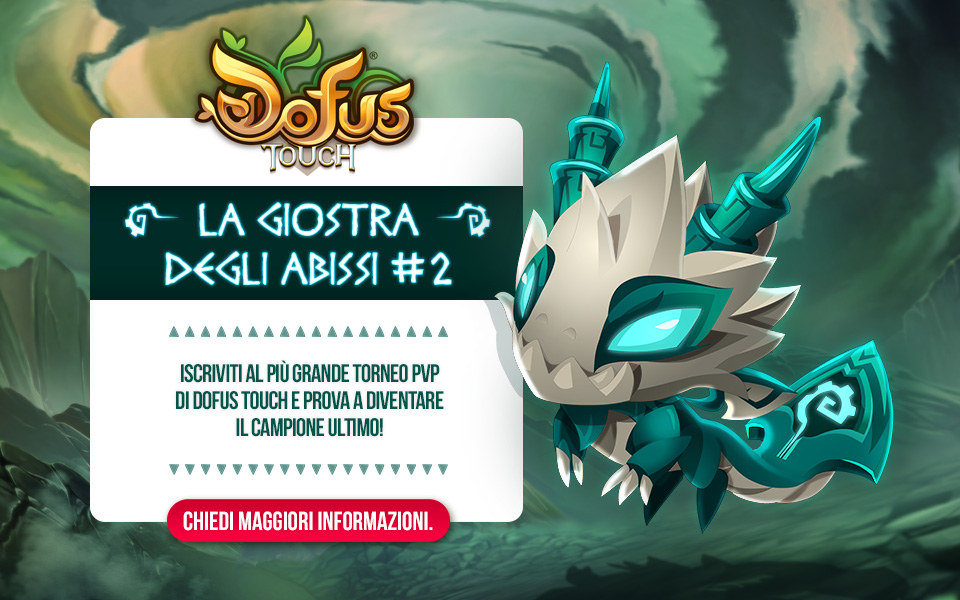 DOFUS®
TOUCH
LA GIOSTRA
DEGLI ABISSI #2
ISCRIVITI AL PIÙ GRANDE TORNEO PVP
DI DOFUS TOUCH E PROVA A DIVENTARE
IL CAMPIONE ULTIMO!
CHIEDI MAGGIORI INFORMAZIONI.